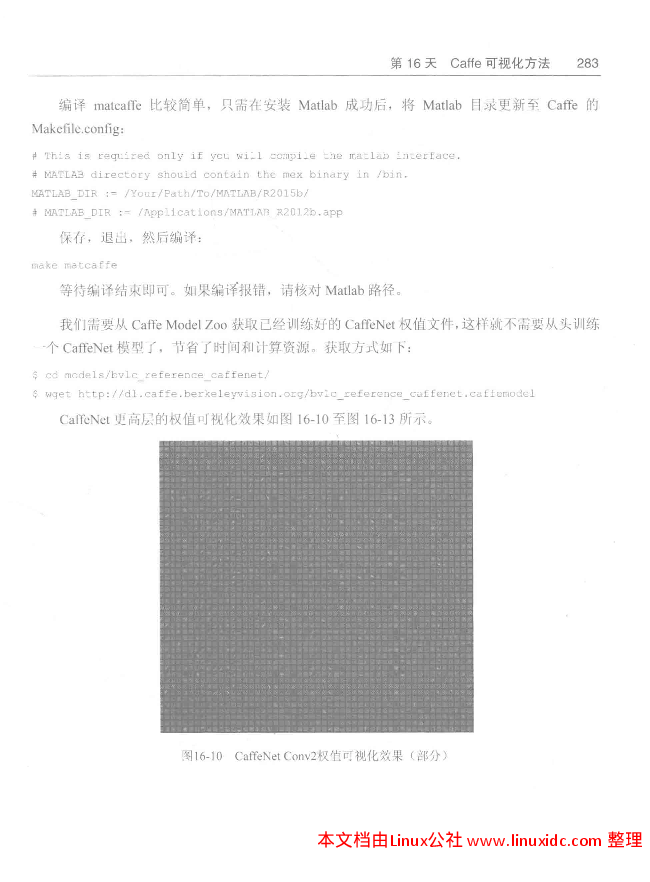 第 16 天 Caffe 可视化方法 283
编译 matcaffe 比较简单，只需在安装 Matlab 成功后，将 Matlab 目录更新至 Caffe 的
Makefile.config：
# This is required only if you will compile the matlab interface.
# MATLAB directory should contain the mex binary in /bin.
MATLAB_DIR := /Your/Path/To/MATLAB/R2015b/
# MATLAB_DIR := /Applications/MATLAB_R2012b.app
保存，退出，然后编译：
make matcaffe
等待编译结束即可。如果编译报错，请核对 Matlab 路径。
我们需要从 Caffe Model Zoo 获取已经训练好的 CaffeNet 权值文件，这样就不需要从头训练
一个 CaffeNet 模型了，节省了时间和计算资源。获取方式如下：
$ cd models/bvlc_reference_caffenet/
$ wget http://dl.caffe.berkeleyvision.org/bvlc_reference_caffenet.caffemodel
CaffeNet 更高层的权值可视化效果如图 16-10 至图 16-13 所示。
图16-10 CaffeNet Conv2权值可视化效果（部分）
本文档由Linux公社 www.linuxidc.com 整理